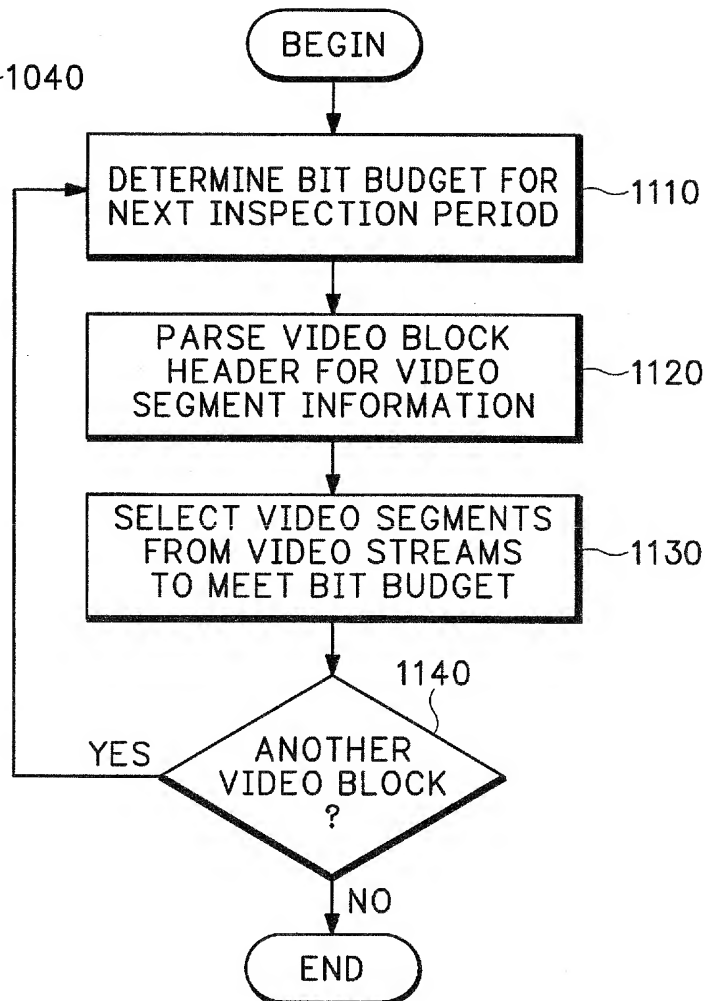 BEGIN
1040
DETERMINE BIT BUDGET FOR
NEXT INSPECTION PERIOD
1110
PARSE VIDEO BLOCK
HEADER FOR VIDEO
SEGMENT INFORMATION
1120
SELECT VIDEO SEGMENTS
FROM VIDEO STREAMS
TO MEET BIT BUDGET
1130
1140
YES
ANOTHER
VIDEO BLOCK
?
NO
END